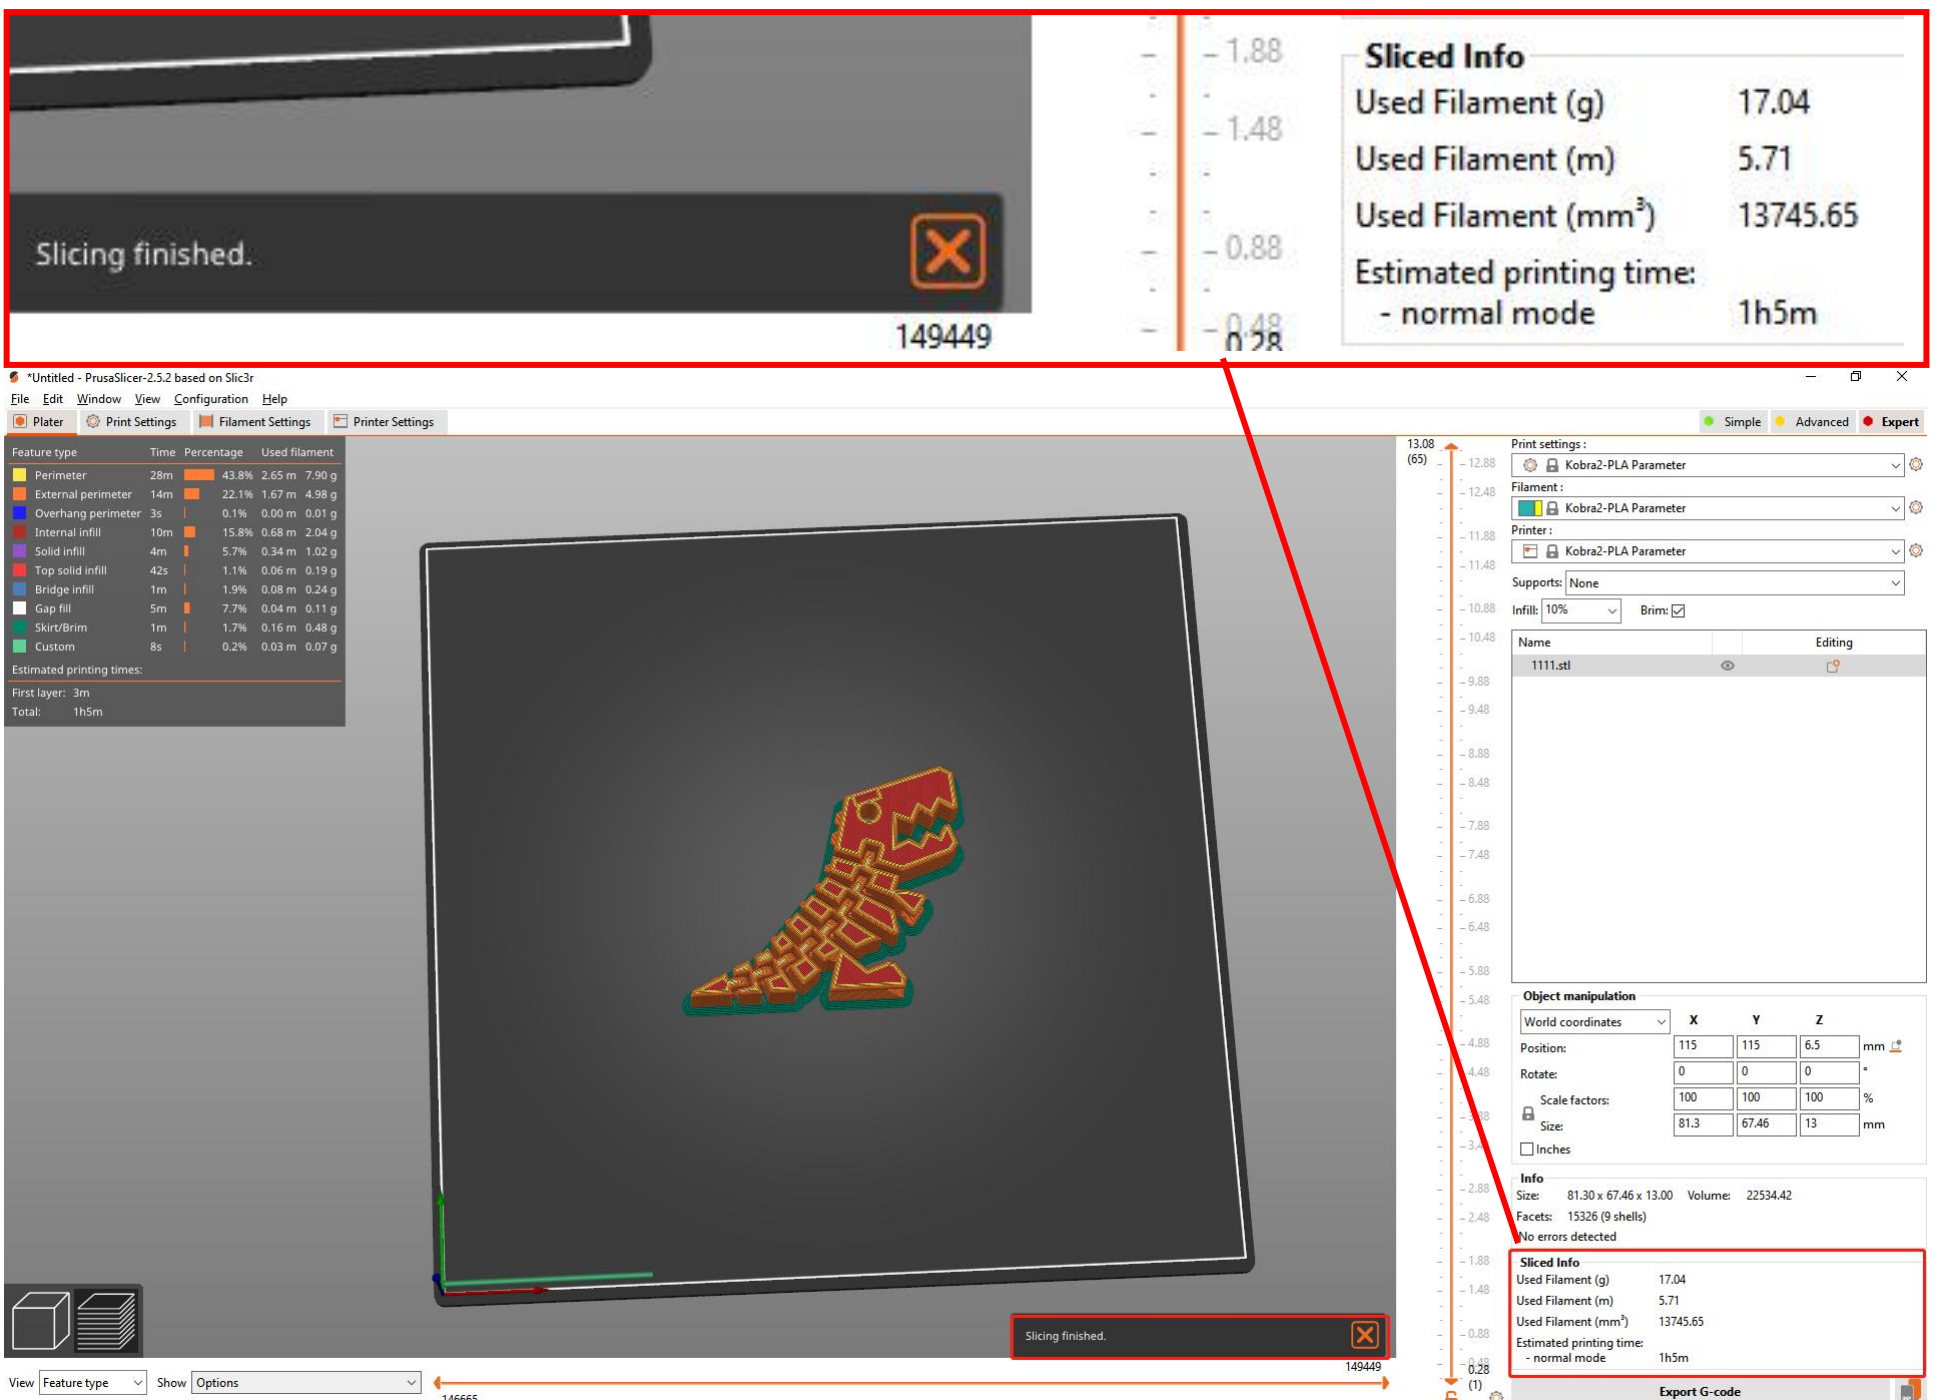 1.88
1.48
0.88
0.48
0.28
Sliced Info
Used Filament (g) 17.04
Used Filament (m) 5.71
Used Filament (mm³) 13745.65
Estimated printing time:
- normal mode 1h5m
Slicing finished.
149449
*Untitled - PrusaSlicer-2.5.2 based on Slic3r
File Edit Window View Configuration Help
Plater Print Settings Filament Settings Printer Settings
Simple Advanced Expert
Feature type Time Percentage Used filament
Perimeter 28m 43.8% 2.65 m 7.90 g
External perimeter 14m 22.1% 1.67 m 4.98 g
Overhang perimeter 3s 0.1% 0.00 m 0.01 g
Internal infill 10m 15.8% 0.68 m 2.04 g
Solid infill 4m 5.7% 0.34 m 1.02 g
Top solid infill 42s 1.1% 0.06 m 0.19 g
Bridge infill 1m 1.9% 0.08 m 0.24 g
Gap fill 5m 7.7% 0.04 m 0.11 g
Skirt/Brim 1m 1.7% 0.16 m 0.48 g
Custom 8s 0.2% 0.03 m 0.07 g
Estimated printing times:
First layer: 3m
Total: 1h5m
13.08
(65)
12.88
12.48
11.88
11.48
10.88
10.48
9.88
9.48
8.88
8.48
7.88
7.48
6.88
6.48
5.88
5.48
4.88
4.48
2.88
2.48
1.88
1.48
0.88
0.48
0.28
(1)
Print settings :
Kobra2-PLA Parameter
Filament :
Kobra2-PLA Parameter
Printer :
Kobra2-PLA Parameter
Supports: None
Infill: 10% Brim:
Name Editing
1111.stl
Object manipulation
World coordinates X Y Z
Position: 115 115 6.5 mm
Rotate: 0 0 0 °
Scale factors: 100 100 100 %
Size: 81.3 67.46 13 mm
Inches
Info
Size: 81.30 x 67.46 x 13.00 Volume: 22534.42
Facets: 15326 (9 shells)
No errors detected
Sliced Info
Used Filament (g) 17.04
Used Filament (m) 5.71
Used Filament (mm³) 13745.65
Estimated printing time:
- normal mode 1h5m
Slicing finished.
149449
View Feature type Show Options
146665
Export G-code